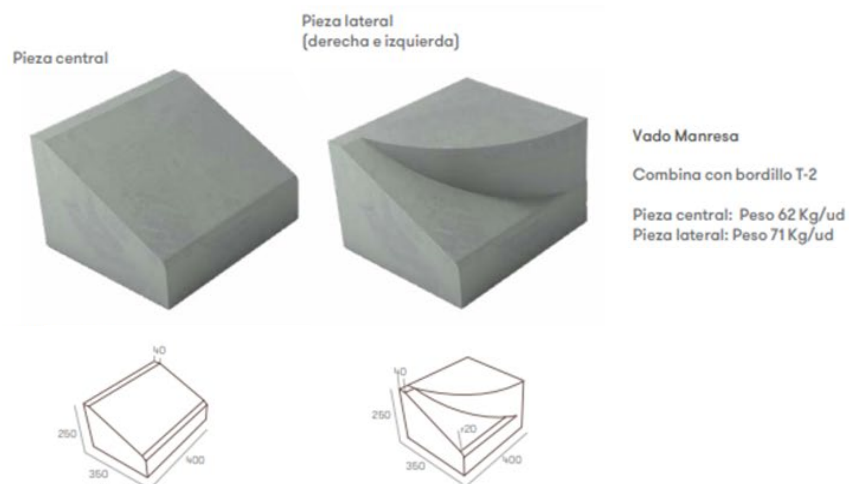 Pieza central
Pieza lateral
(derecha e izquierda)
Vado Manresa
Combina con bordillo T-2
Pieza central: Peso 62 Kg/ud
Pieza lateral: Peso 71 Kg/ud
40
250
350
400
40
250
r20
350
400